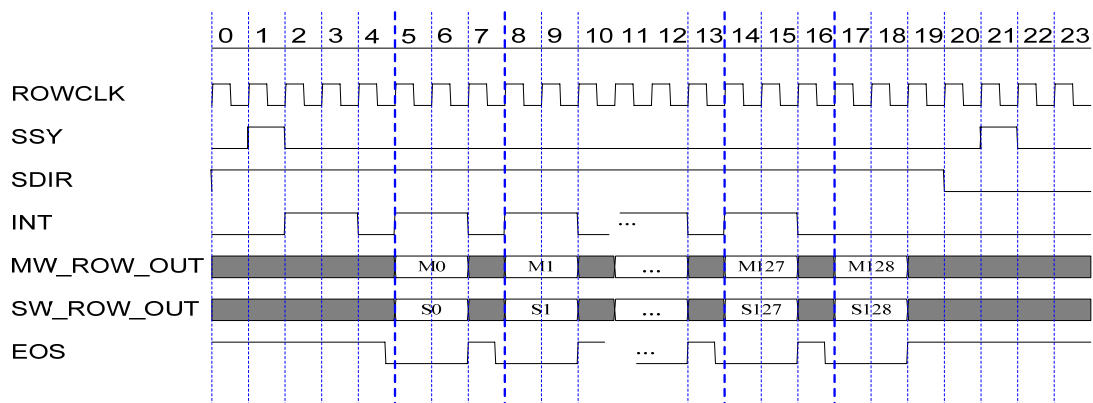 0 1 2 3 4 5 6 7 8 9 10 11 12 13 14 15 16 17 18 19 20 21 22 23
ROWCLK
SSY
SDIR
INT ...
MW_ROW_OUT M0 M1 ... M127 M128
SW_ROW_OUT S0 S1 ... S127 S128
EOS ...